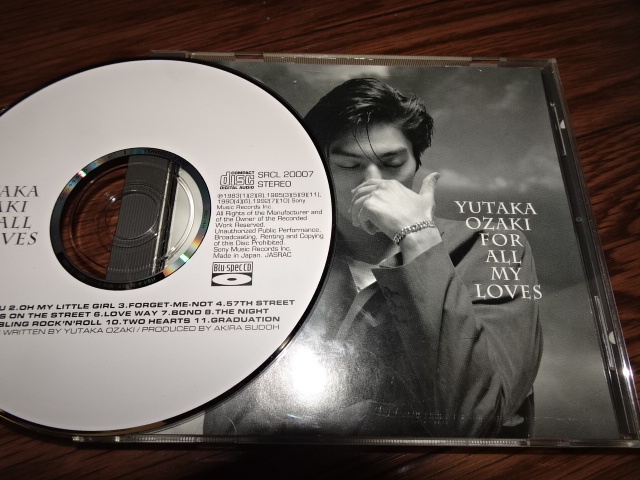 YUTAKA
OZAKI
FOR
ALL
MY
LOVES
COMPACT
disc
DIGITAL AUDIO
SRCL 20007
STEREO
℗1983[1][2][8], 1985[3][5][9][11],
1990[4][6], 1992[7][10] Sony
Music Records Inc.
All Rights of the Manufacturer and
of the Owner of the Recorded
Work Reserved.
Unauthorized Public Performance,
Broadcasting, Renting and Copying
of this Disc Prohibited.
Sony Music Records Inc.
Made in Japan. JASRAC
Blu-spec CD
UTAKA
ZAKI
ALL
OVES
2.OH MY LITTLE GIRL 3.FORGET-ME-NOT 4.57TH STREET
ON THE STREET 6.LOVE WAY 7.BOND 8.THE NIGHT
ROCK'N'ROLL 10.TWO HEARTS 11.GRADUATION
WRITTEN BY YUTAKA OZAKI / PRODUCED BY AKIRA SUDOH